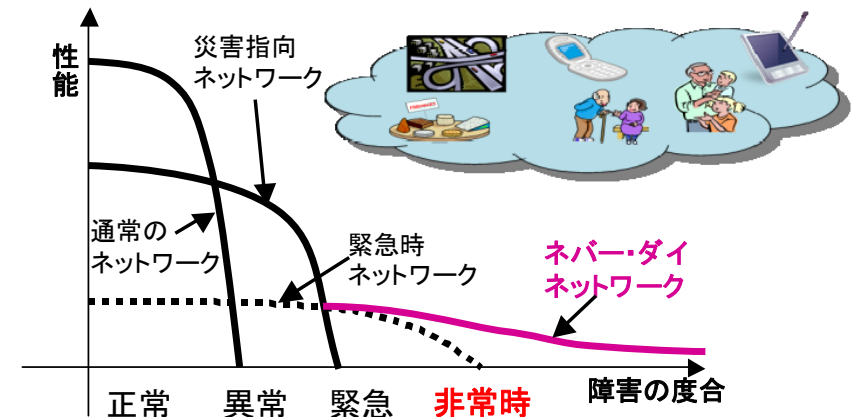 性
能
災害指向
ネットワーク
通常の
ネットワーク
緊急時
ネットワーク
ネバー・ダイ
ネットワーク
正常
異常
緊急
非常時
障害の度合